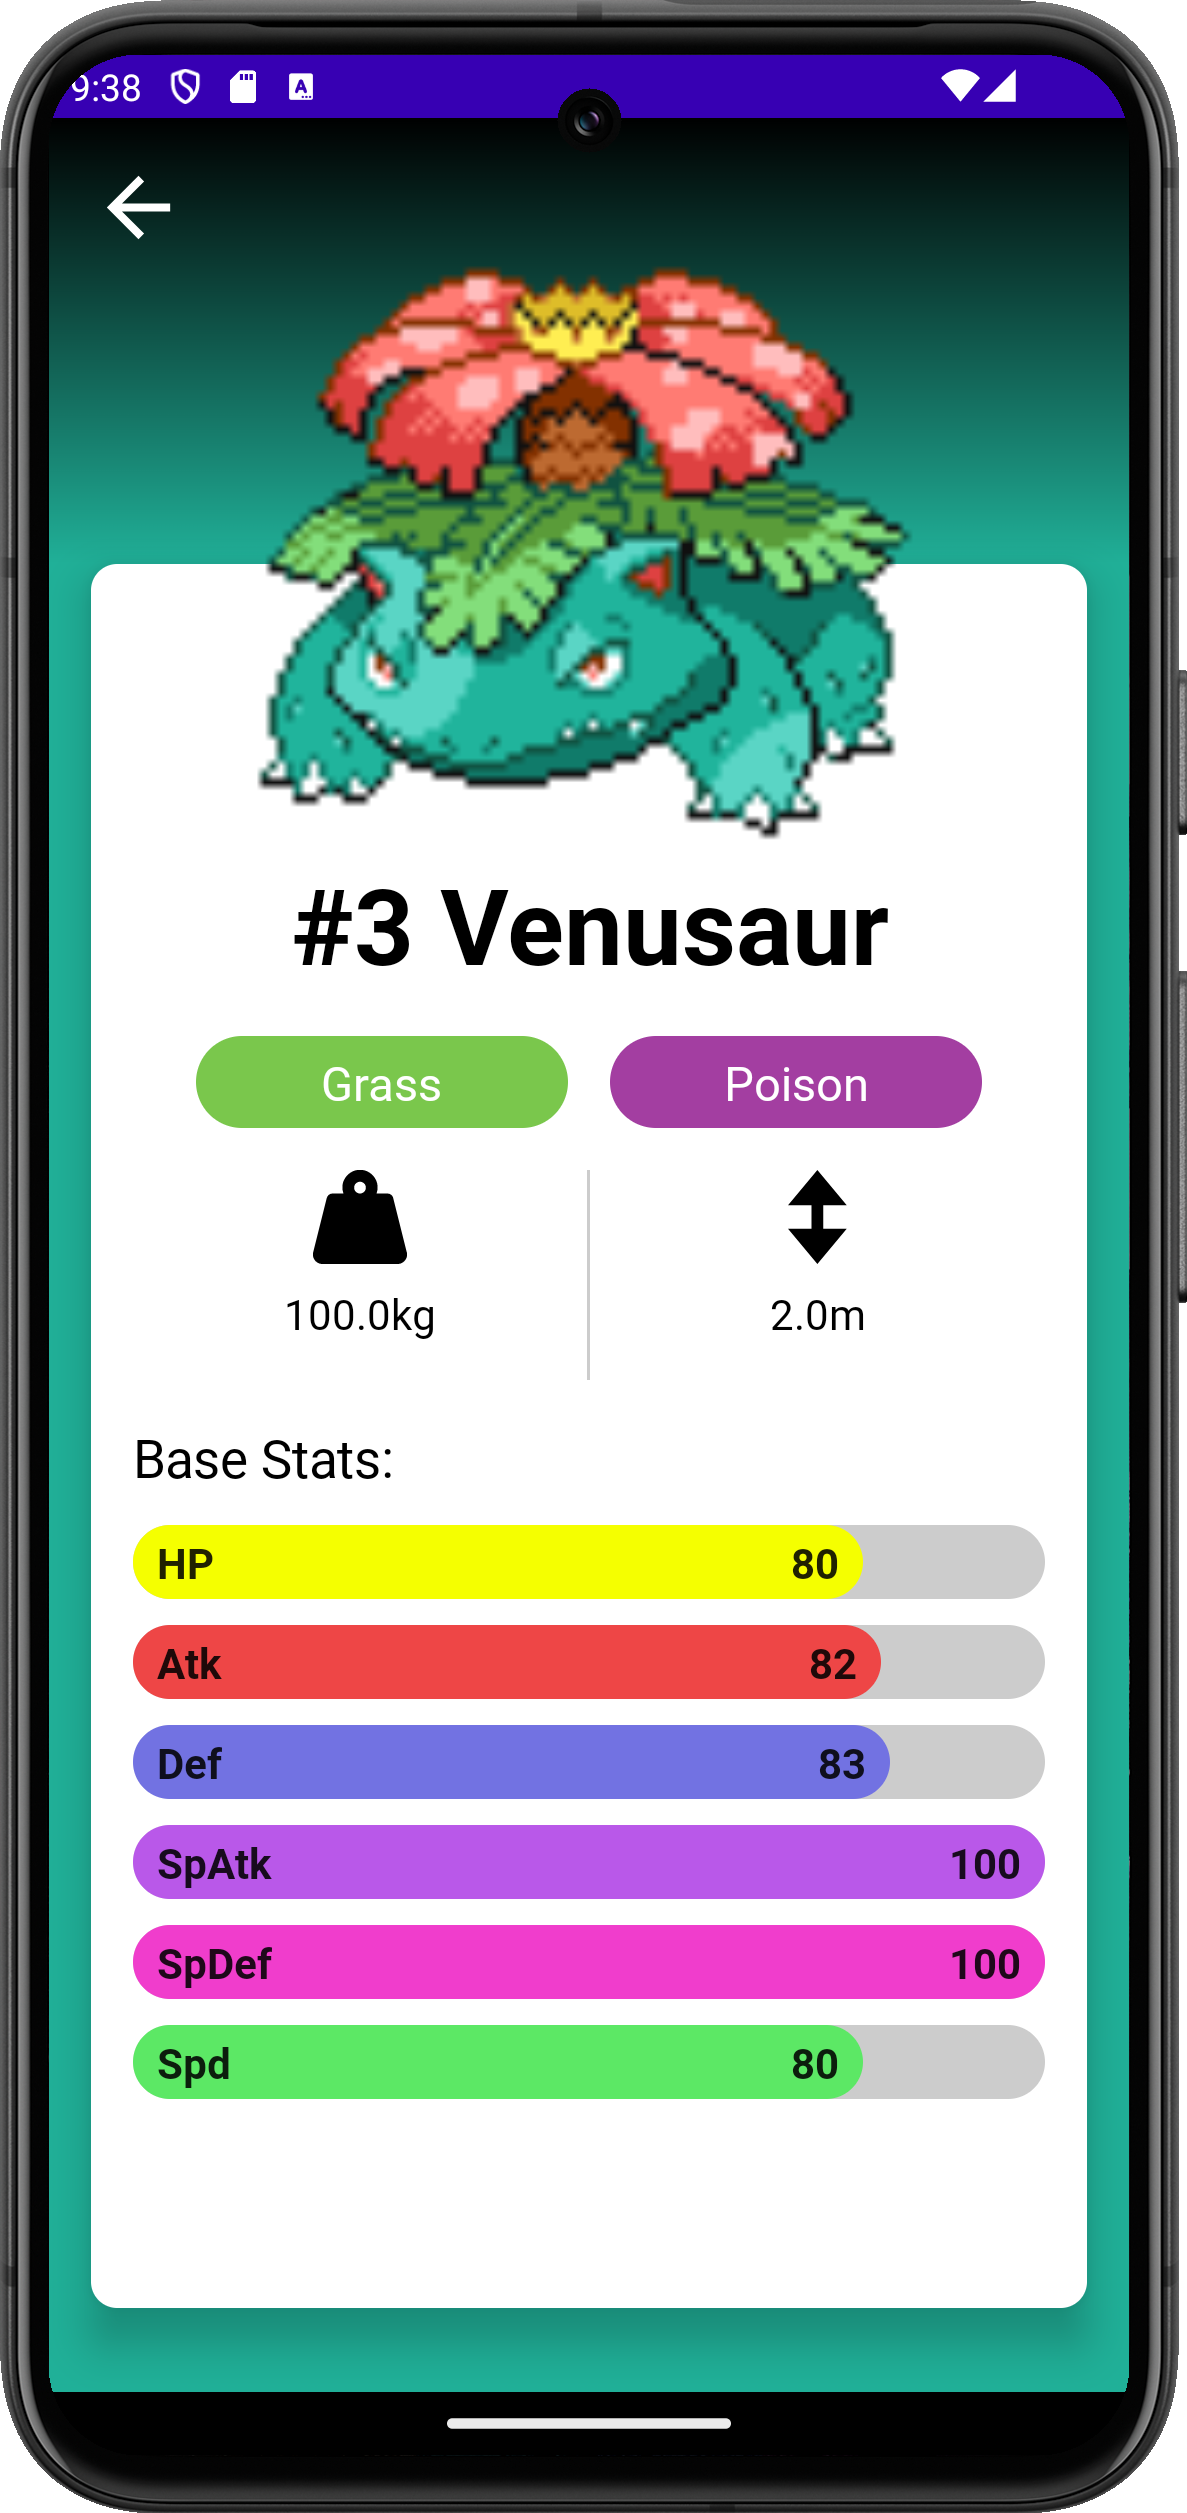 9:38
#3 Venusaur
Grass Poison
100.0kg 2.0m
Base Stats:
HP 80
Atk 82
Def 83
SpAtk 100
SpDef 100
Spd 80